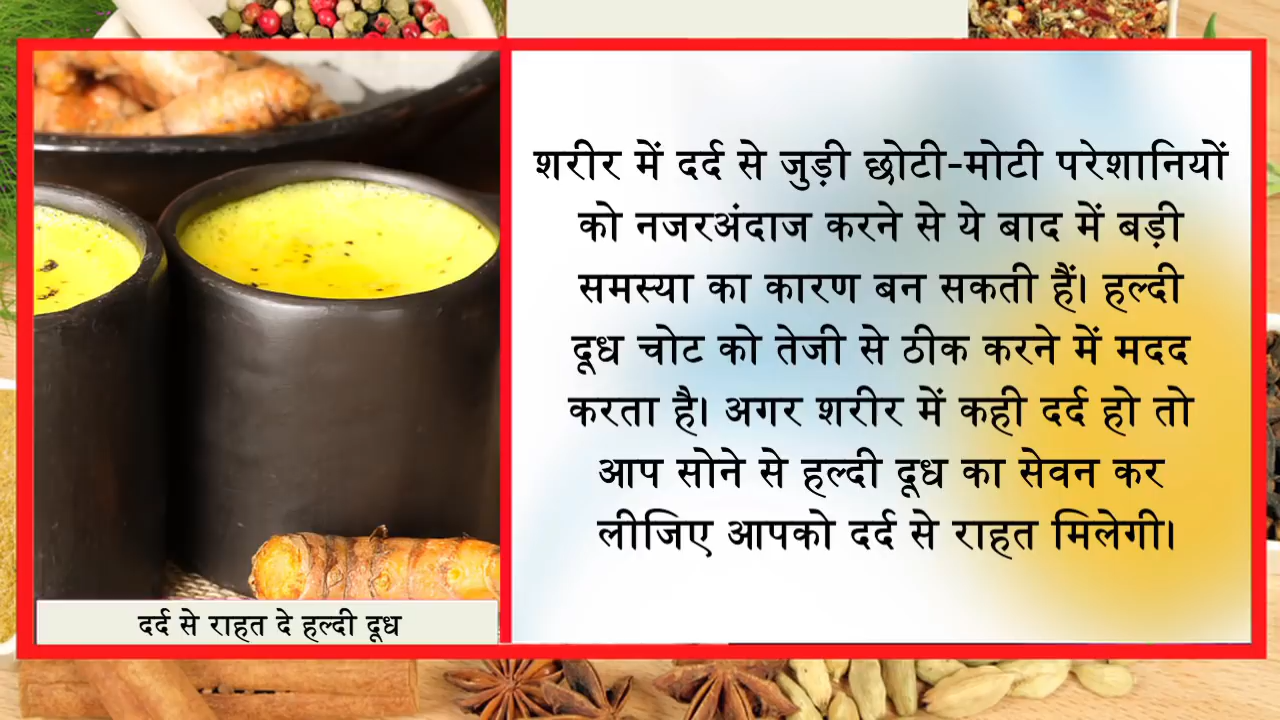 शरीर में दर्द से जुड़ी छोटी-मोटी परेशानियों
को नजरअंदाज करने से ये बाद में बड़ी
समस्या का कारण बन सकती हैं। हल्दी
दूध चोट को तेजी से ठीक करने में मदद
करता है। अगर शरीर में कही दर्द हो तो
आप सोने से हल्दी दूध का सेवन कर
लीजिए आपको दर्द से राहत मिलेगी।
दर्द से राहत दे हल्दी दूध